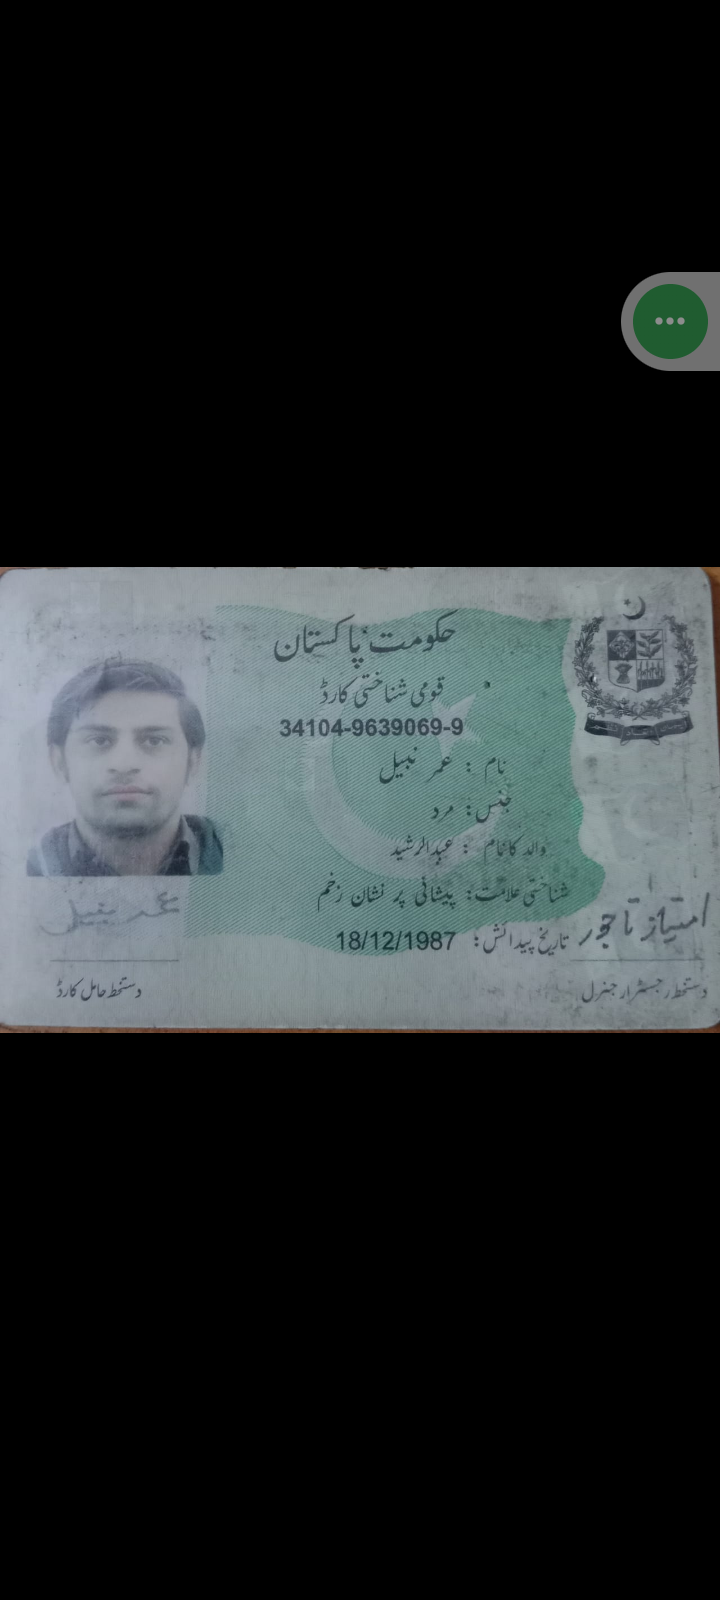 حکومت پاکستان
قومی شناختی کارڈ
34104-9639069-9
نام : عمر نبیل
جنس: مرد
والد کا نام : عبدالرشید
شناختی علامت: پیشانی پر نشان زخم
تاریخ پیدائش: 18/12/1987
عمر نبیل
امتیاز تاجور
دستخط حامل کارڈ
دستخط رجسٹرار جنرل